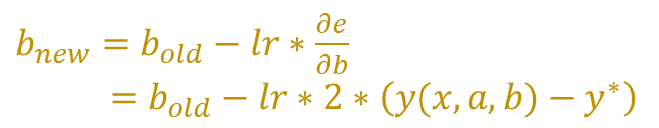 b_new = b_old − lr * ∂e/∂b
= b_old − lr * 2 * (y(x, a, b) − y*)